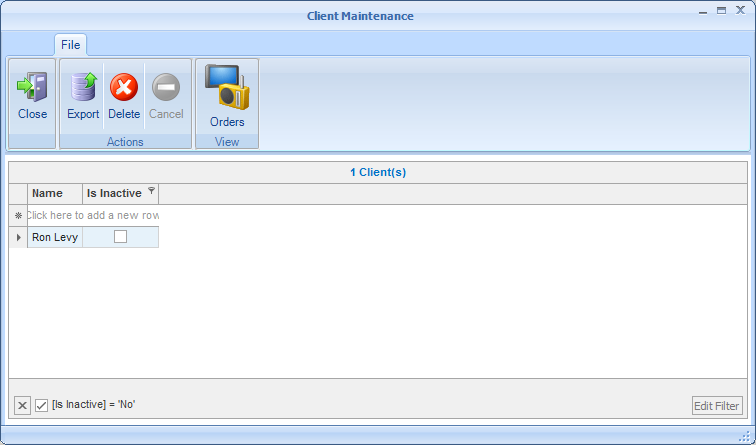 Client Maintenance
File
Close
Export
Delete
Cancel
Orders
Actions
View
1 Client(s)
Name
Is Inactive
Click here to add a new row
Ron Levy
[Is Inactive] = 'No'
Edit Filter